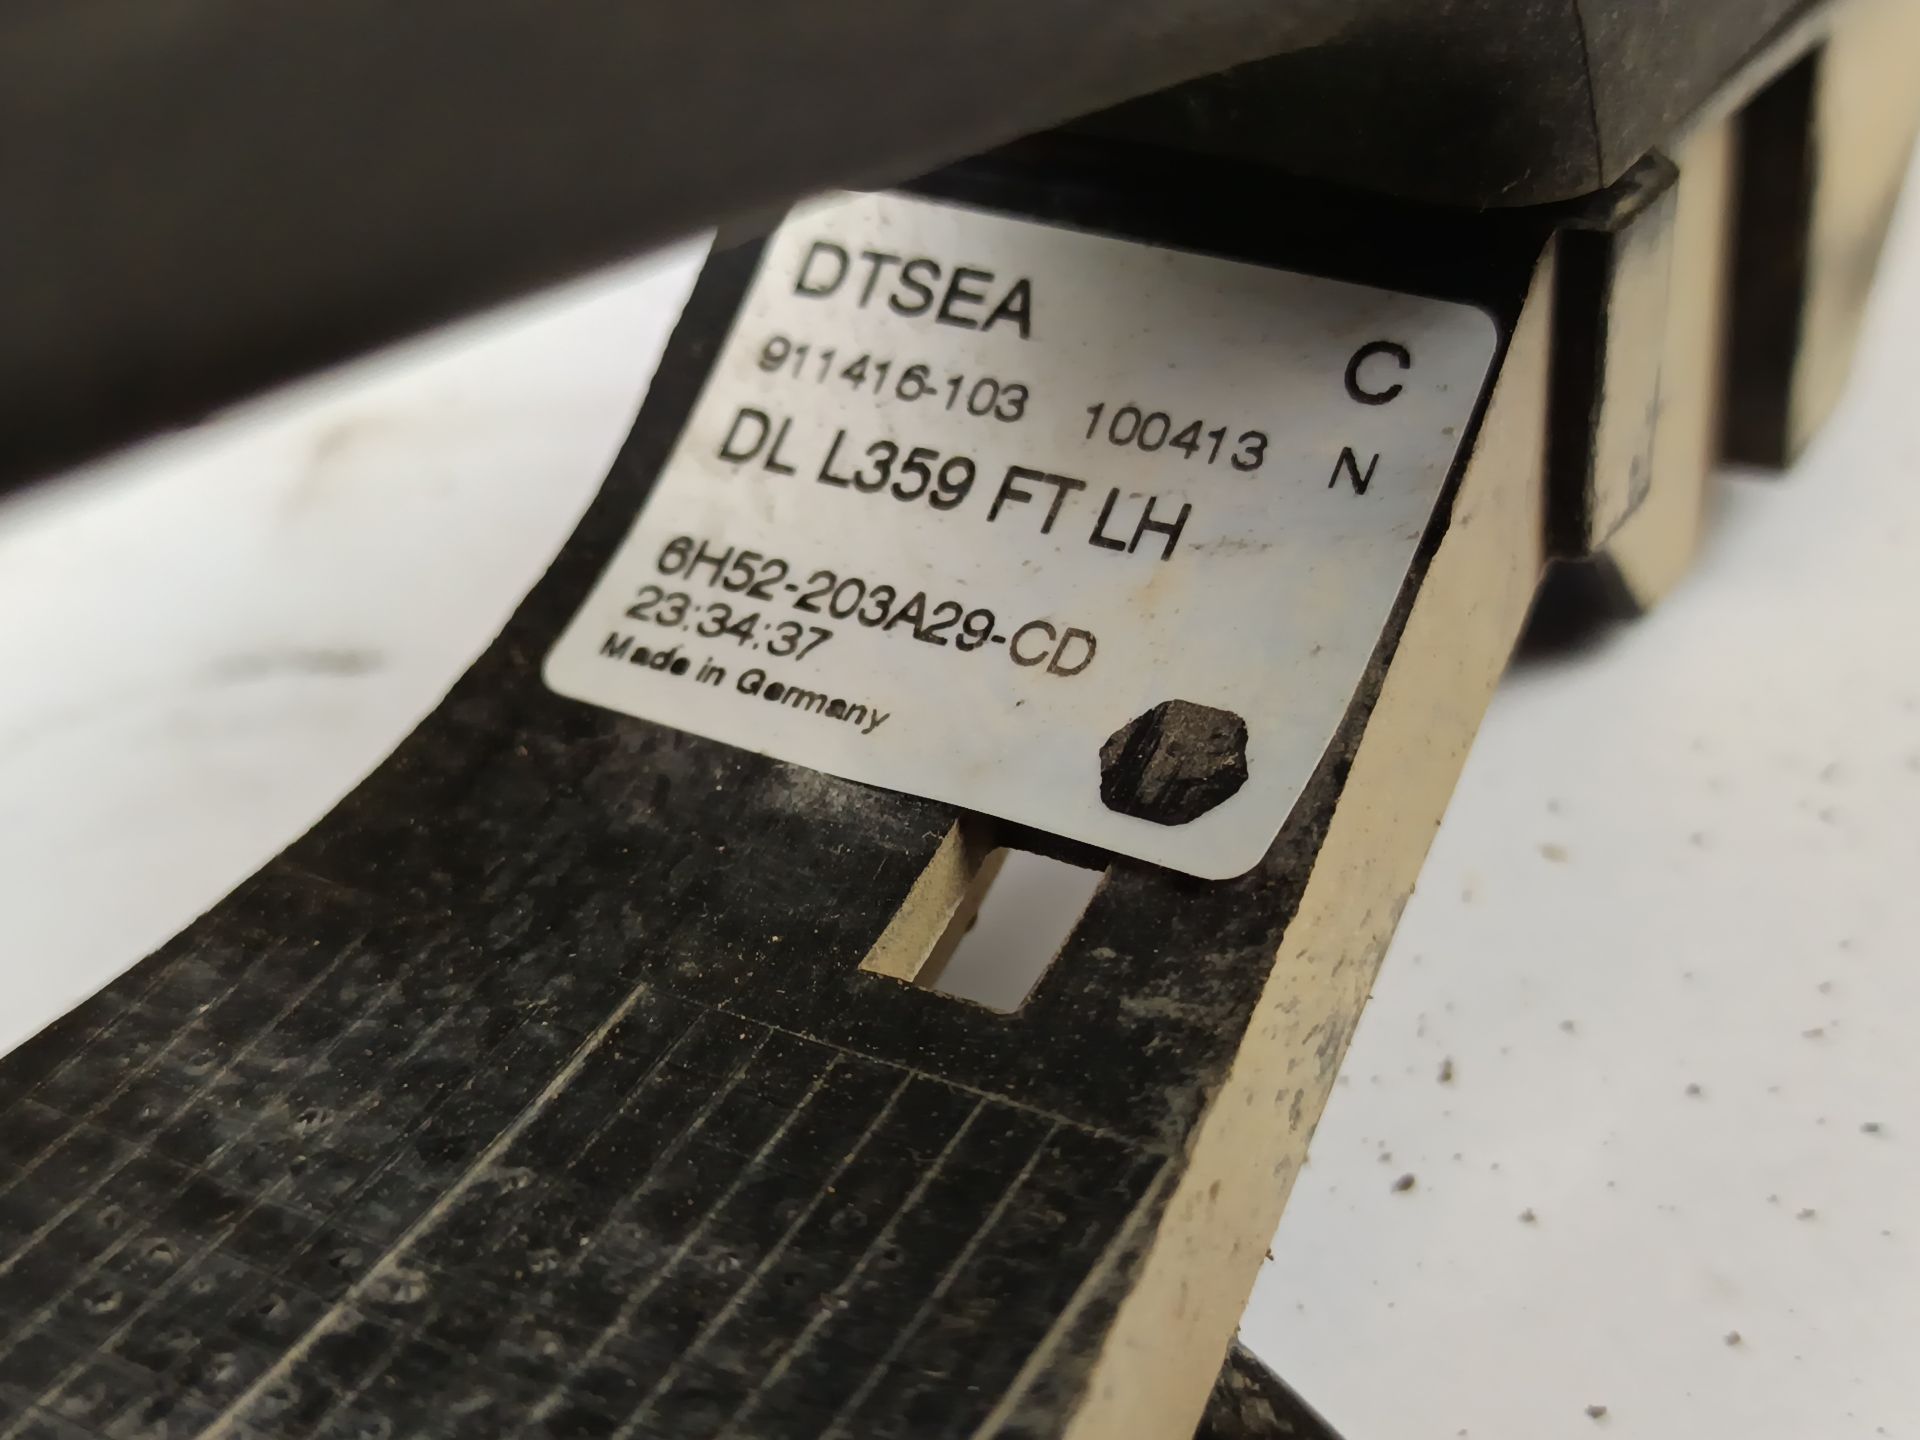 DTSEA
C
911416-103 100413 N
DL L359 FT LH
6H52-203A29-CD
23:34:37
Made in Germany